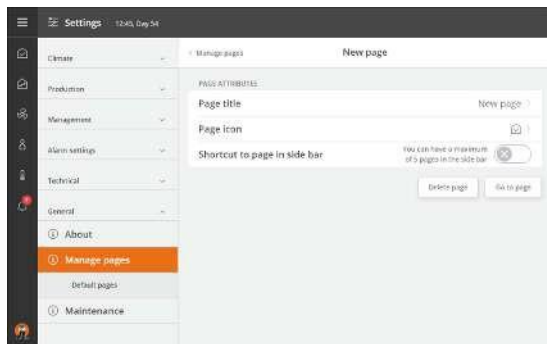 Settings 12:45, Day 54
Climate
Production
Management
Alarm settings
Technical
General
About
Manage pages
Default pages
Maintenance
Manage pages
New page
PAGE ATTRIBUTES
Page title New page
Page icon
Shortcut to page in side bar
You can have a maximum
of 5 pages in the side bar
Delete page Go to page